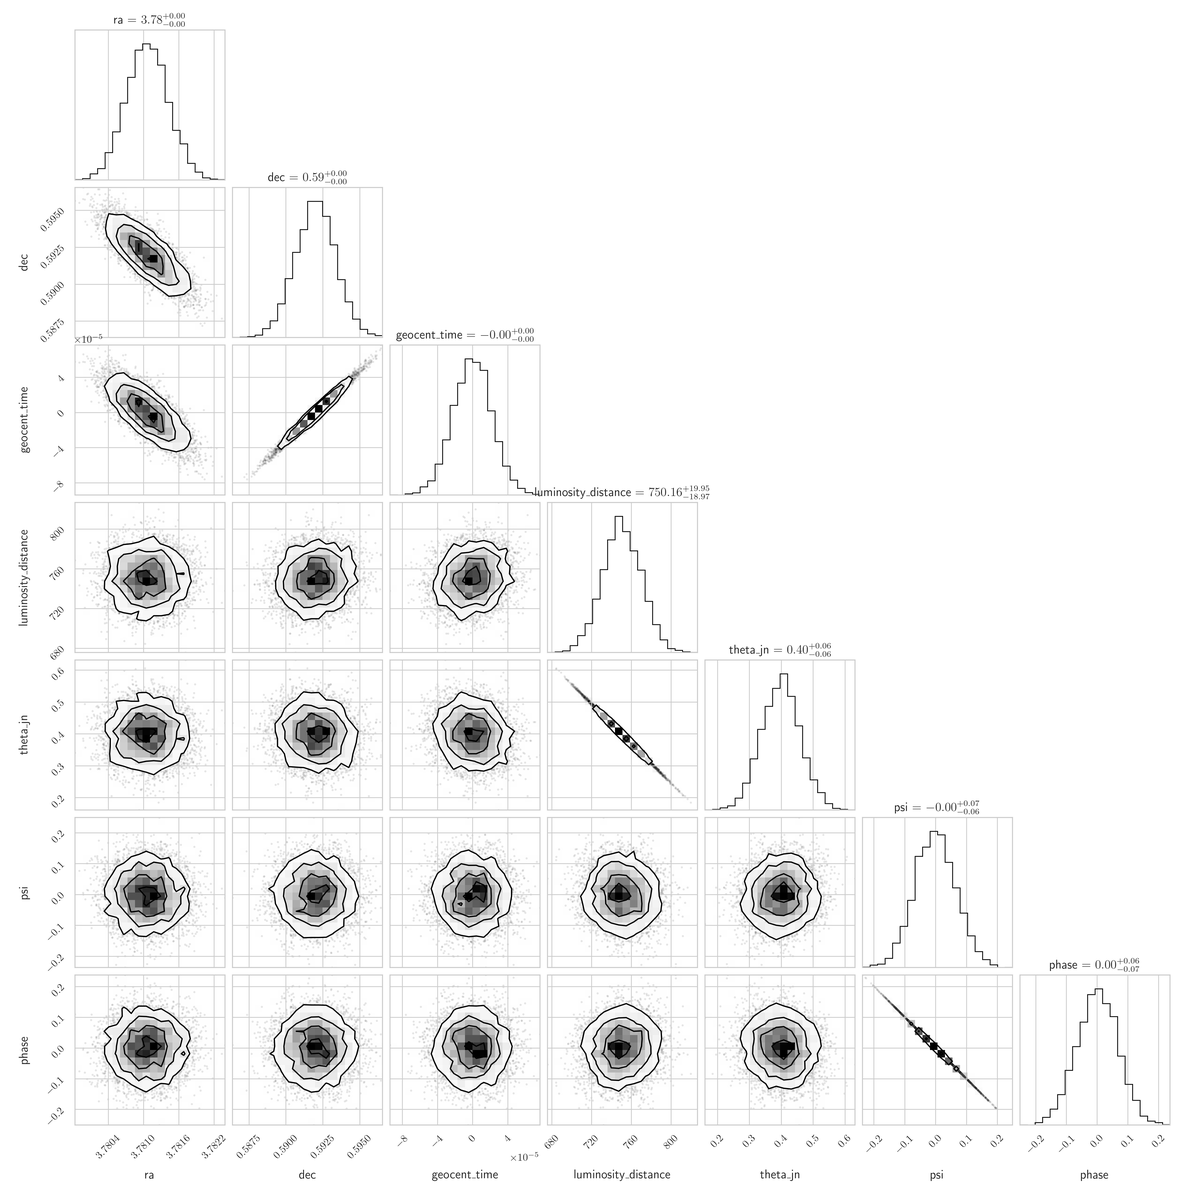 ra = 3.78+0.00−0.00
dec = 0.59+0.00−0.00
0.5950
0.5925
0.5900
0.5875
dec
×10−5
geocent_time = −0.00+0.00−0.00
4
0
−4
−8
geocent_time
luminosity_distance = 750.16+19.95−18.97
800
760
720
680
luminosity_distance
theta_jn = 0.40+0.06−0.06
0.6
0.5
0.4
0.3
0.2
theta_jn
psi = −0.00+0.07−0.06
0.2
0.1
0.0
−0.1
−0.2
psi
phase = 0.00+0.06−0.07
0.2
0.1
0.0
−0.1
−0.2
phase
3.7804 3.7810 3.7816 3.7822 0.5875 0.5900 0.5925 0.5950 −8 −4 0 4 680 720 760 800 0.2 0.3 0.4 0.5 0.6 −0.2 −0.1 0.0 0.1 0.2 −0.2 −0.1 0.0 0.1 0.2
×10−5
ra dec geocent_time luminosity_distance theta_jn psi phase